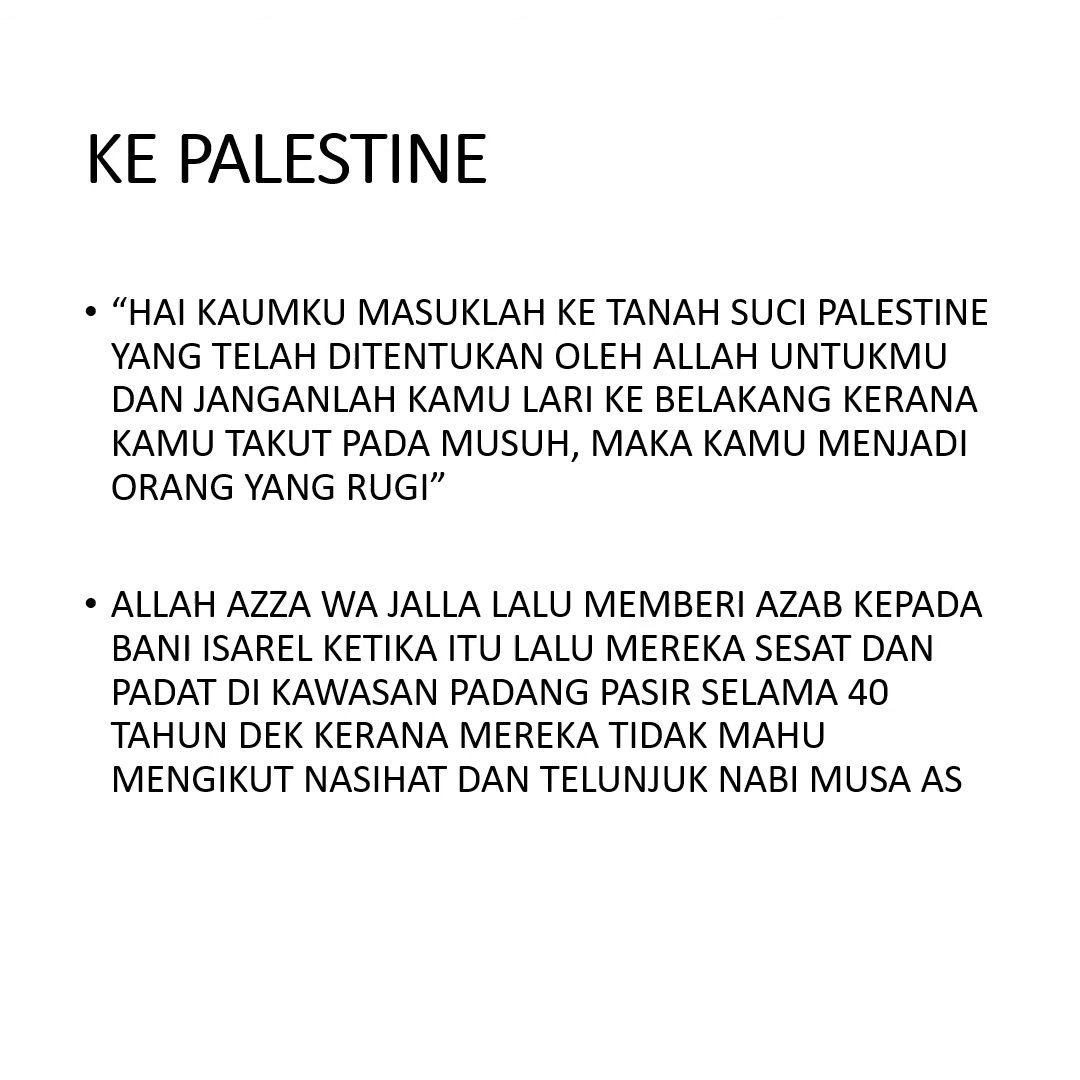 KE PALESTINE
• “HAI KAUMKU MASUKLAH KE TANAH SUCI PALESTINE
YANG TELAH DITENTUKAN OLEH ALLAH UNTUKMU
DAN JANGANLAH KAMU LARI KE BELAKANG KERANA
KAMU TAKUT PADA MUSUH, MAKA KAMU MENJADI
ORANG YANG RUGI”
• ALLAH AZZA WA JALLA LALU MEMBERI AZAB KEPADA
BANI ISAREL KETIKA ITU LALU MEREKA SESAT DAN
PADAT DI KAWASAN PADANG PASIR SELAMA 40
TAHUN DEK KERANA MEREKA TIDAK MAHU
MENGIKUT NASIHAT DAN TELUNJUK NABI MUSA AS